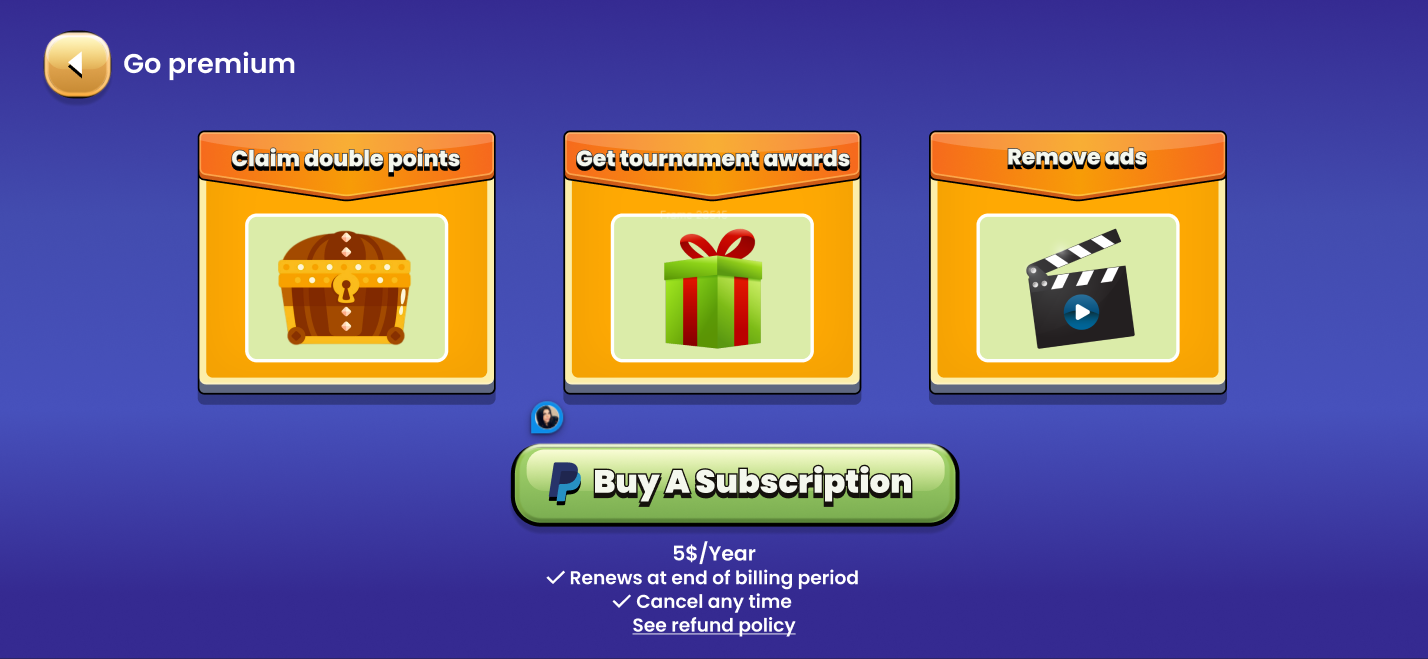 Go premium
Claim double points
Get tournament awards
Remove ads
Buy A Subscription
5$/Year
Renews at end of billing period
Cancel any time
See refund policy